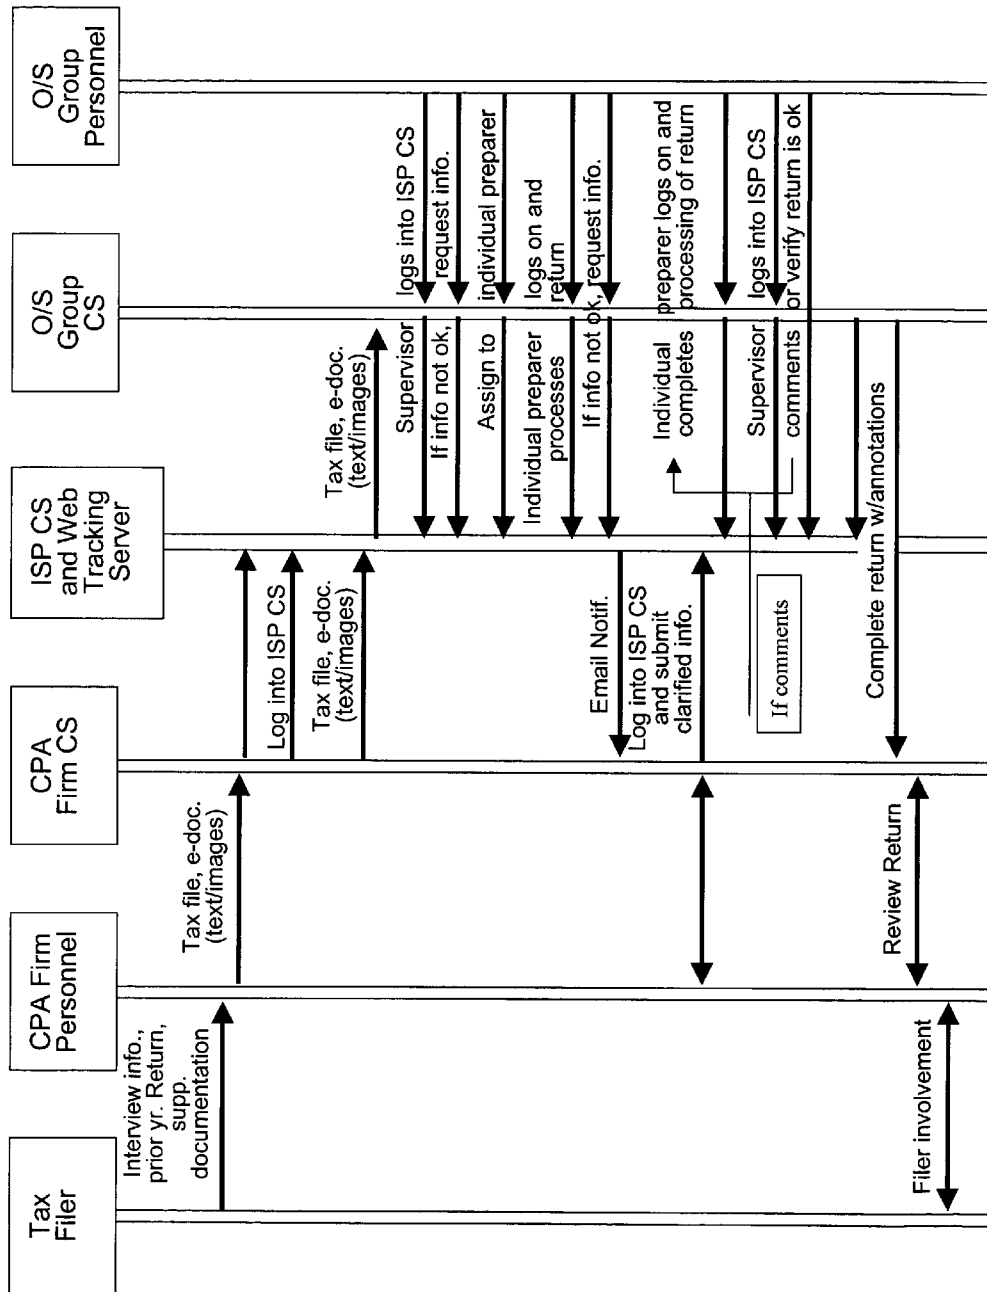 Tax
Filer
CPA Firm
Personnel
CPA
Firm CS
ISP CS
and Web
Tracking
Server
O/S
Group
CS
O/S
Group
Personnel
Interview info.,
prior yr. Return,
supp.
documentation
Tax file, e-doc.
(text/images)
Log into ISP CS
Tax file, e-doc.
(text/images)
Tax file, e-doc.
(text/images)
Supervisor logs into ISP CS
If info not ok, request info.
Assign to individual preparer
Individual preparer logs on and
processes return
If info not ok, request info.
Email Notif.
Log into ISP CS
and submit
clarified info.
Individual preparer logs on and
completes processing of return
Supervisor logs into ISP CS
comments or verify return is ok
If comments
Complete return w/annotations
Review Return
Filer involvement